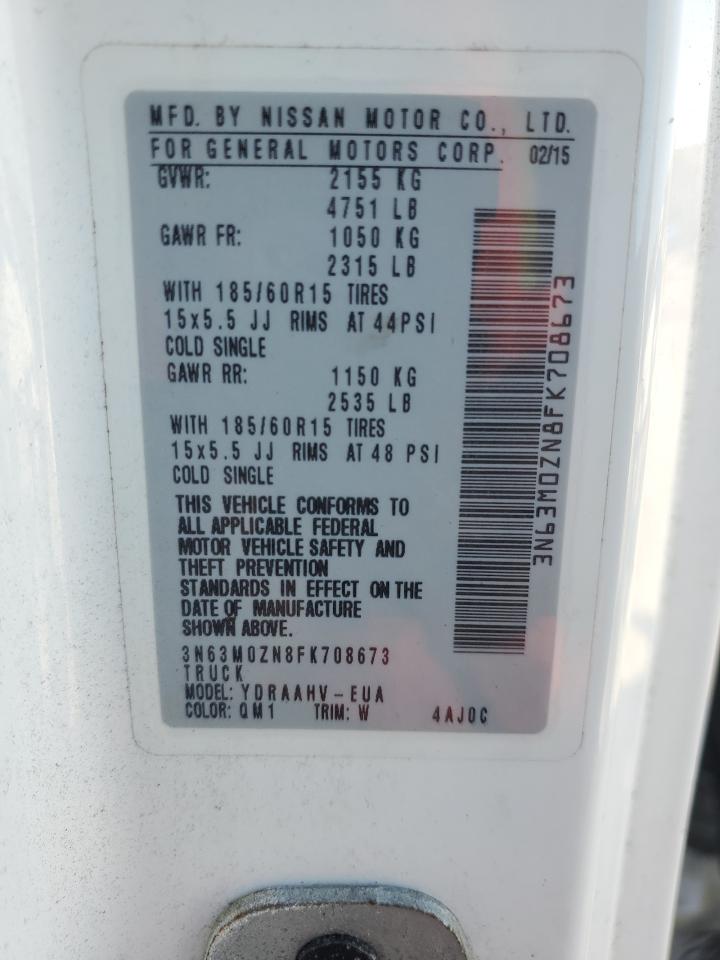 MFD. BY NISSAN MOTOR CO., LTD.
FOR GENERAL MOTORS CORP. 02/15
GVWR: 2155 KG
4751 LB
GAWR FR: 1050 KG
2315 LB
WITH 185/60R15 TIRES
15x5.5 JJ RIMS AT 44PSI
COLD SINGLE
GAWR RR: 1150 KG
2535 LB
WITH 185/60R15 TIRES
15x5.5 JJ RIMS AT 48 PSI
COLD SINGLE
THIS VEHICLE CONFORMS TO
ALL APPLICABLE FEDERAL
MOTOR VEHICLE SAFETY AND
THEFT PREVENTION
STANDARDS IN EFFECT ON THE
DATE OF MANUFACTURE
SHOWN ABOVE.
3N63M0ZN8FK708673
TRUCK
MODEL: YDRAAHV-EUA
COLOR: QM1 TRIM: W 4AJ0C
3N63M0ZN8FK708673